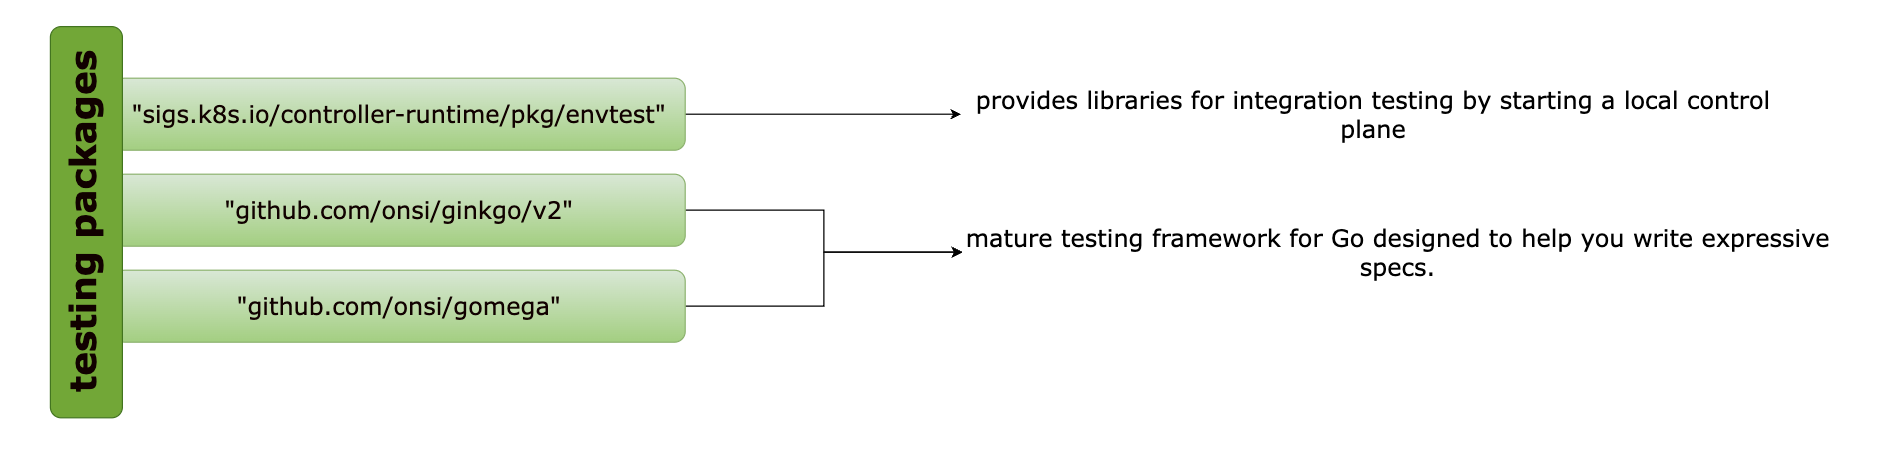 testing packages
"sigs.k8s.io/controller-runtime/pkg/envtest"
provides libraries for integration testing by starting a local control
plane
"github.com/onsi/ginkgo/v2"
"github.com/onsi/gomega"
mature testing framework for Go designed to help you write expressive
specs.